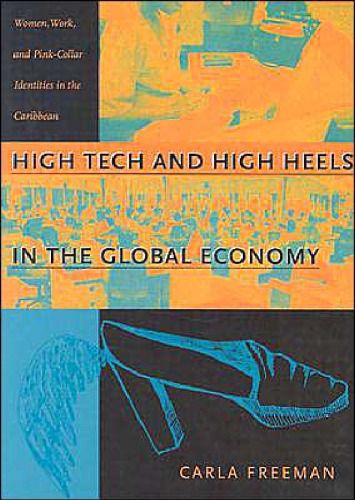 Women, Work,
and Pink-Collar
Identities in the
Caribbean
HIGH TECH AND HIGH HEELS
IN THE GLOBAL ECONOMY
CARLA FREEMAN